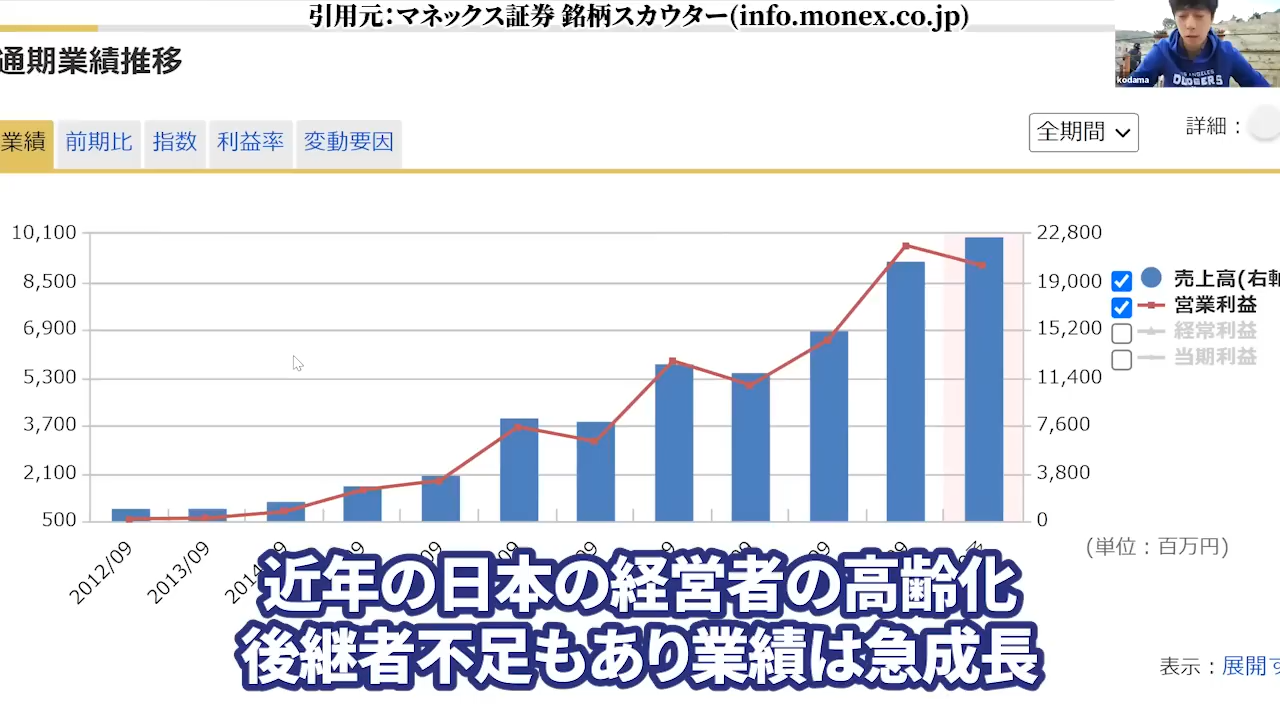 引用元：マネックス証券 銘柄スカウター(info.monex.co.jp)
通期業績推移
業績 前期比 指数 利益率 変動要因
全期間
詳細：
kodama
LOS ANGELES
DODGERS
10,100
8,500
6,900
5,300
3,700
2,100
500
22,800
19,000
15,200
11,400
7,600
3,800
0
売上高(右軸
営業利益
経常利益
当期利益
2012/09
2013/09
(単位：百万円)
近年の日本の経営者の高齢化
後継者不足もあり業績は急成長
表示：展開す